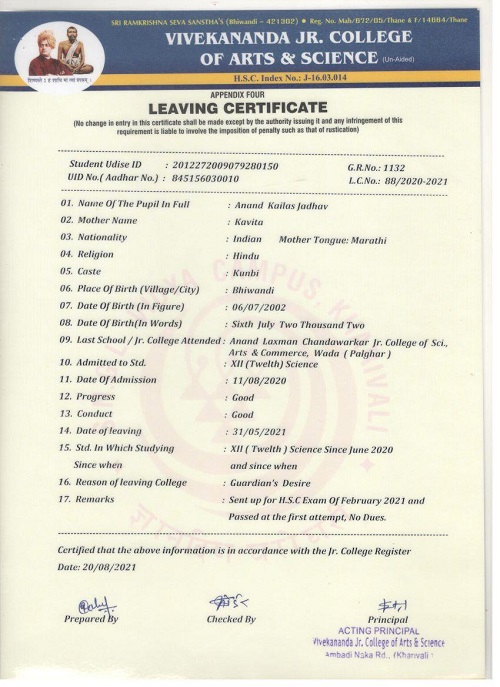 SRI RAMKRISHNA SEVA SANSTHA'S (Bhiwandi – 421302) • Reg. No. Mah/872/05/Thane & F/14684/Thane
VIVEKANANDA JR. COLLEGE
OF ARTS & SCIENCE (Un-Aided)
H.S.C. Index No.: J-16.03.014
APPENDIX FOUR
LEAVING CERTIFICATE
(No change in entry in this certificate shall be made except by the authority issuing it and any infringement of this
requirement is liable to involve the imposition of penalty such as that of rustication)
Student Udise ID : 2012272009079280150 G.R.No.: 1132
UID No.( Aadhar No.) : 845156030010 L.C.No.: 88/2020-2021
01. Name Of The Pupil In Full : Anand Kailas Jadhav
02. Mother Name : Kavita
03. Nationality : Indian Mother Tongue: Marathi
04. Religion : Hindu
05. Caste : Kunbi
06. Place Of Birth (Village/City) : Bhiwandi
07. Date Of Birth (In Figure) : 06/07/2002
08. Date Of Birth(In Words) : Sixth July Two Thousand Two
09. Last School / Jr. College Attended : Anand Laxman Chandawarkar Jr. College of Sci.,
Arts & Commerce, Wada ( Palghar )
10. Admitted to Std. : XII (Twelth) Science
11. Date Of Admission : 11/08/2020
12. Progress : Good
13. Conduct : Good
14. Date of leaving : 31/05/2021
15. Std. In Which Studying : XII ( Twelth ) Science Since June 2020
Since when and since when
16. Reason of leaving College : Guardian's Desire
17. Remarks : Sent up for H.S.C Exam Of February 2021 and
Passed at the first attempt, No Dues.
Certified that the above information is in accordance with the Jr. College Register
Date: 20/08/2021
Prepared By Checked By Principal
ACTING PRINCIPAL
Vivekananda Jr. College of Arts & Science
Ambadi Naka Rd., (Khanvali